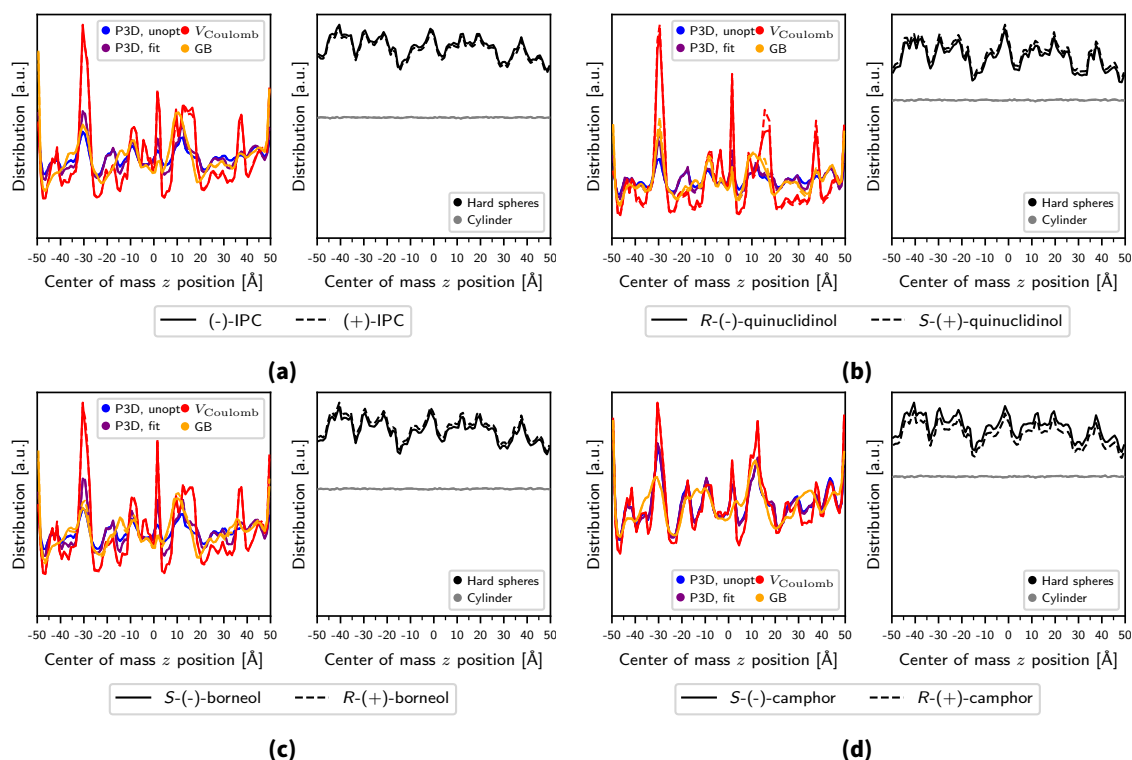 Distribution [a.u.]
P3D, unopt
V_Coulomb
P3D, fit
GB
-50 -40 -30 -20 -10 0 10 20 30 40 50
Center of mass z position [Å]
Distribution [a.u.]
Hard spheres
Cylinder
-50 -40 -30 -20 -10 0 10 20 30 40 50
Center of mass z position [Å]
(-)-IPC (+)-IPC
(a)
Distribution [a.u.]
P3D, unopt
V_Coulomb
P3D, fit
GB
-50 -40 -30 -20 -10 0 10 20 30 40 50
Center of mass z position [Å]
Distribution [a.u.]
Hard spheres
Cylinder
-50 -40 -30 -20 -10 0 10 20 30 40 50
Center of mass z position [Å]
R-(-)-quinuclidinol S-(+)-quinuclidinol
(b)
Distribution [a.u.]
P3D, unopt
V_Coulomb
P3D, fit
GB
-50 -40 -30 -20 -10 0 10 20 30 40 50
Center of mass z position [Å]
Distribution [a.u.]
Hard spheres
Cylinder
-50 -40 -30 -20 -10 0 10 20 30 40 50
Center of mass z position [Å]
S-(-)-borneol R-(+)-borneol
(c)
Distribution [a.u.]
P3D, unopt
V_Coulomb
P3D, fit
GB
-50 -40 -30 -20 -10 0 10 20 30 40 50
Center of mass z position [Å]
Distribution [a.u.]
Hard spheres
Cylinder
-50 -40 -30 -20 -10 0 10 20 30 40 50
Center of mass z position [Å]
S-(-)-camphor R-(+)-camphor
(d)